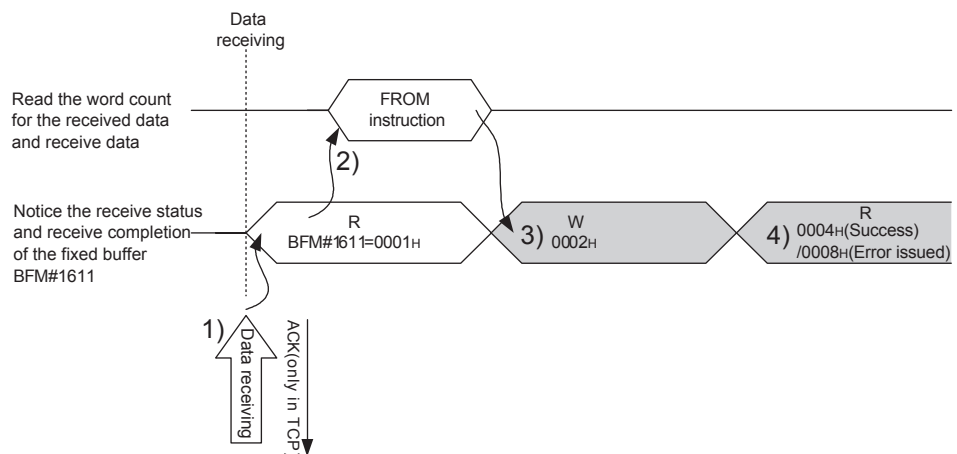 Data
receiving
Read the word count
for the received data
and receive data
FROM
instruction
2)
Notice the receive status
and receive completion
of the fixed buffer
BFM#1611
R
BFM#1611=0001H
3)
W
0002H
4)
R
0004H(Success)
/0008H(Error issued)
1)
Data receiving
ACK(only in TCP)